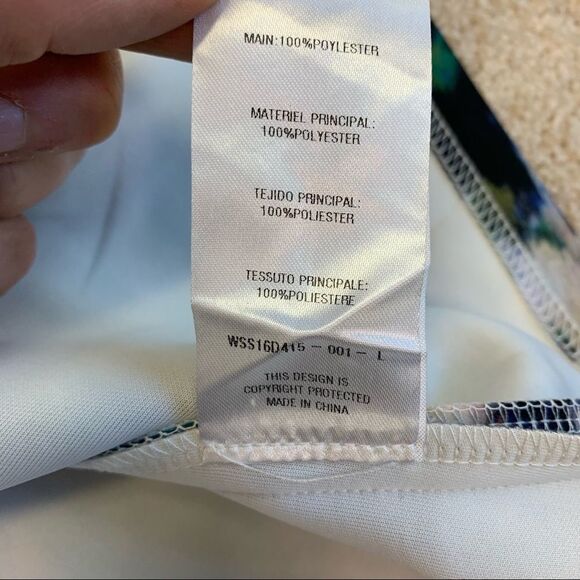 MAIN:100%POYLESTER
MATERIEL PRINCIPAL:
100%POLYESTER
TEJIDO PRINCIPAL:
100%POLIESTER
TESSUTO PRINCIPALE:
100%POLIESTERE
WSS16D415 - 001 - L
THIS DESIGN IS
COPYRIGHT PROTECTED
MADE IN CHINA